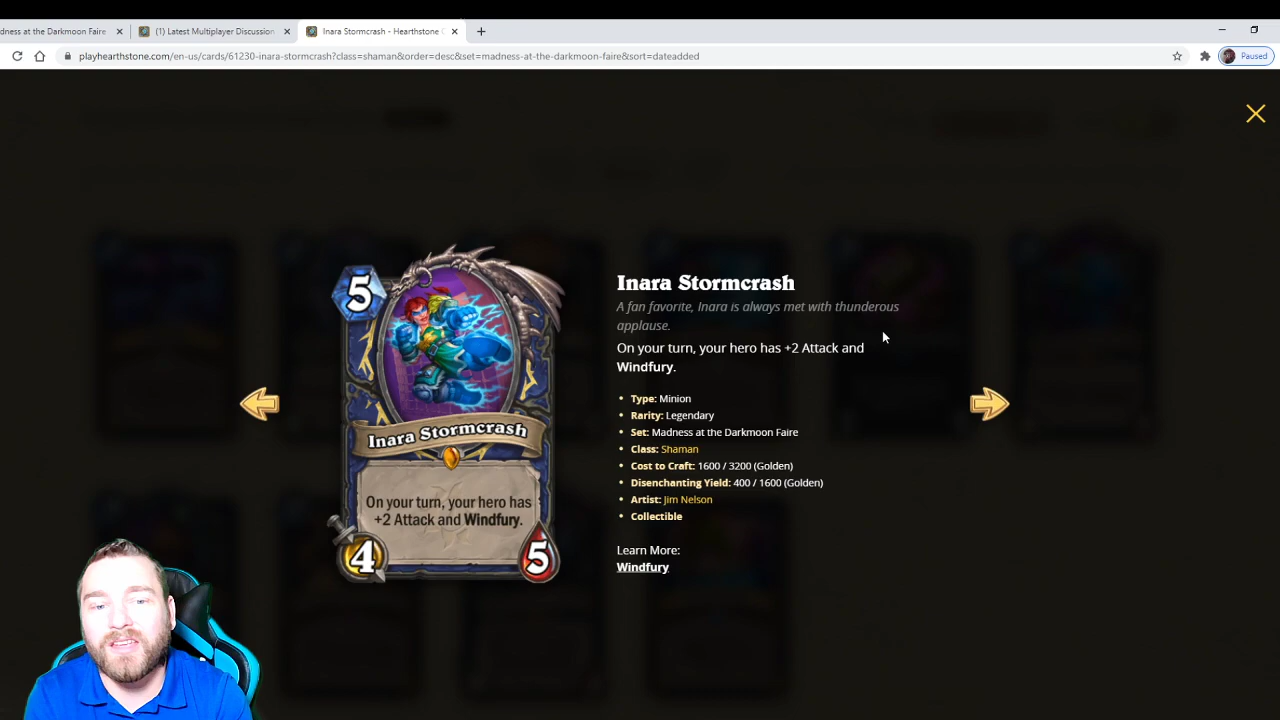 dness at the Darkmoon Faire
(1) Latest Multiplayer Discussion
Inara Stormcrash - Hearthstone
playhearthstone.com/en-us/cards/61230-inara-stormcrash?class=shaman&order=desc&set=madness-at-the-darkmoon-faire&sort=dateadded
Paused
5
Inara Stormcrash
On your turn, your hero has
+2 Attack and Windfury.
4
5
Inara Stormcrash
A fan favorite, Inara is always met with thunderous
applause.
On your turn, your hero has +2 Attack and
Windfury.
Type: Minion
Rarity: Legendary
Set: Madness at the Darkmoon Faire
Class: Shaman
Cost to Craft: 1600 / 3200 (Golden)
Disenchanting Yield: 400 / 1600 (Golden)
Artist: Jim Nelson
Collectible
Learn More:
Windfury